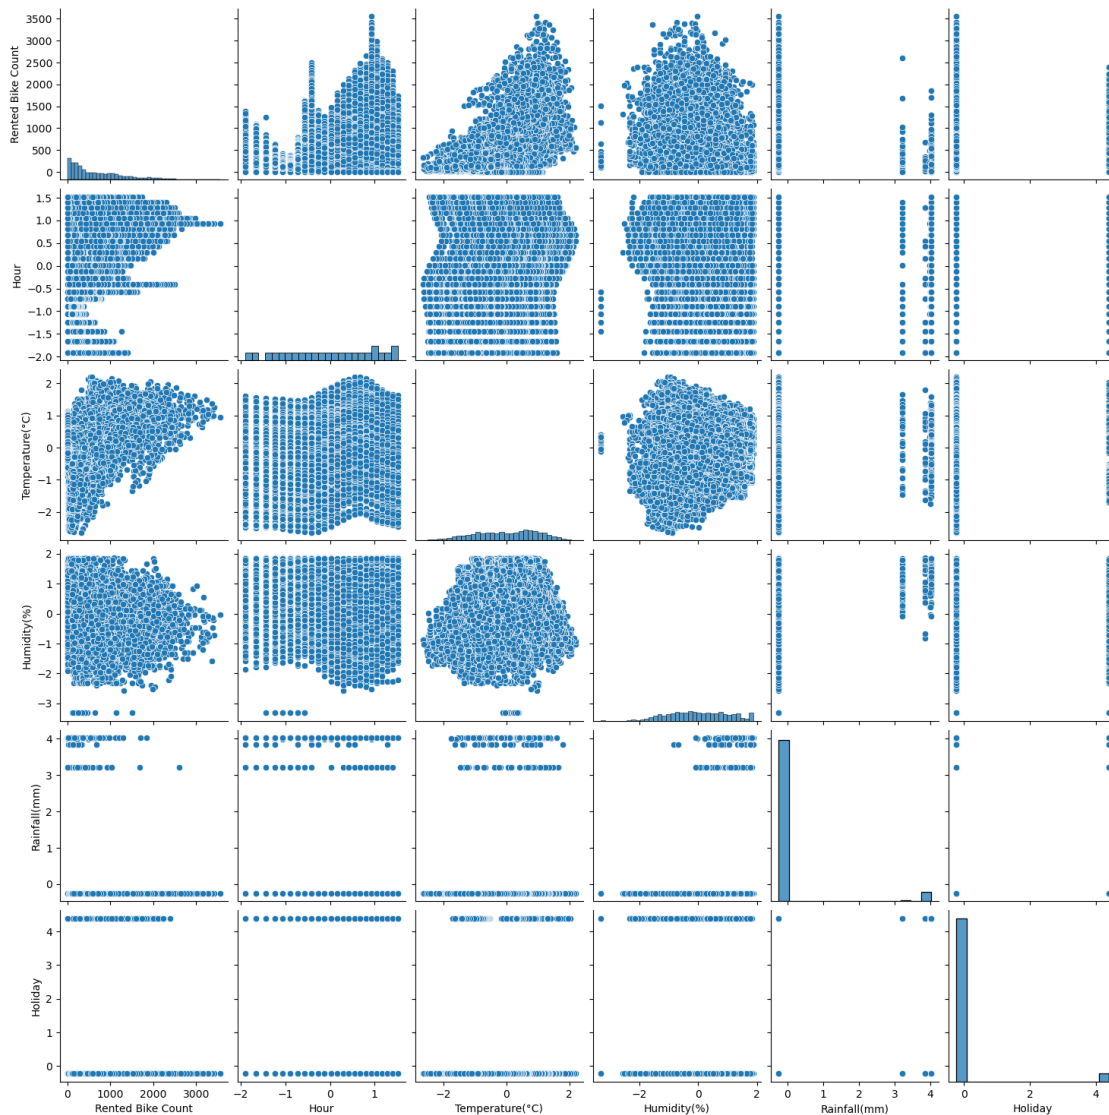 3500
3000
2500
2000
1500
1000
500
0
Rented Bike Count
1.5
1.0
0.5
0.0
−0.5
−1.0
−1.5
−2.0
Hour
2
1
0
−1
−2
Temperature(°C)
2
1
0
−1
−2
−3
Humidity(%)
4
3
2
1
0
Rainfall(mm)
4
3
2
1
0
Holiday
0 1000 2000 3000
−1 0 1
−2 0 2
−2 0 2
0 1 2 3 4
0 2 4
Rented Bike Count Hour Temperature(°C) Humidity(%) Rainfall(mm) Holiday